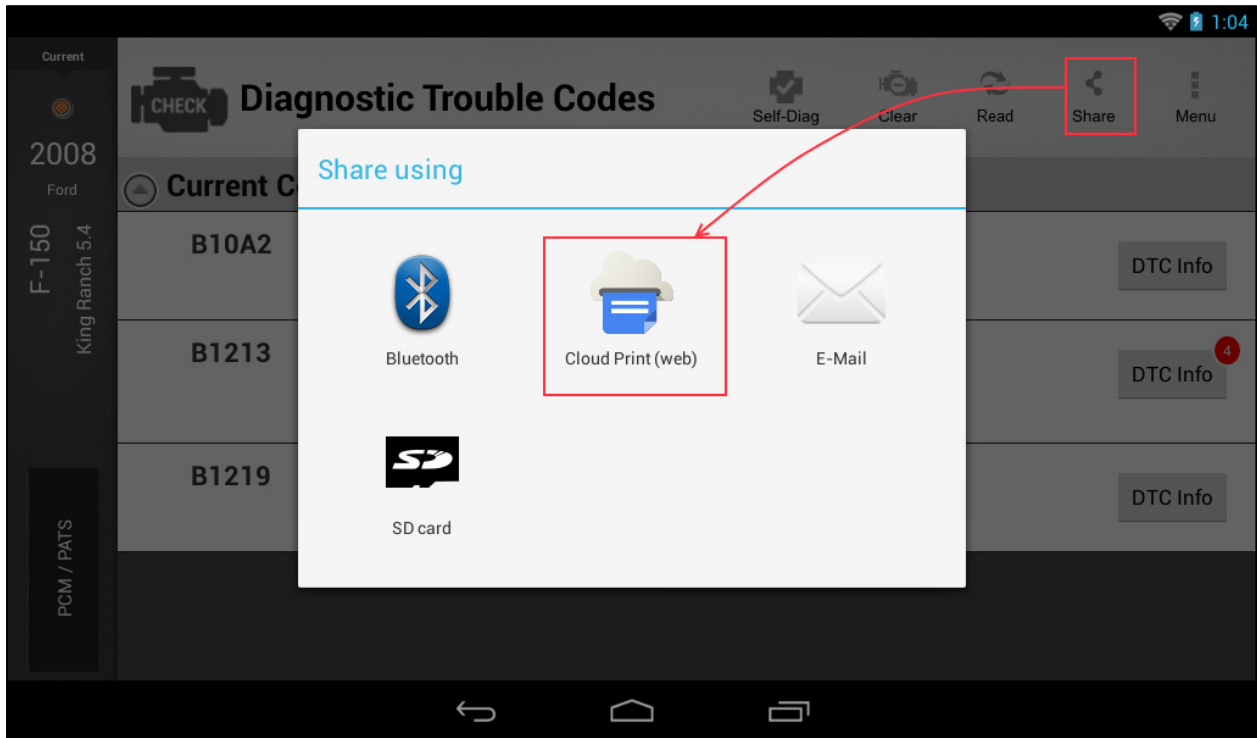 1:04
Current
2008
Ford
F-150
King Ranch 5.4
PCM / PATS
CHECK
Diagnostic Trouble Codes
Self-Diag
Clear
Read
Share
Menu
Current C
B10A2
DTC Info
B1213
4
DTC Info
B1219
DTC Info
Share using
Bluetooth
Cloud Print (web)
E-Mail
SD
SD card